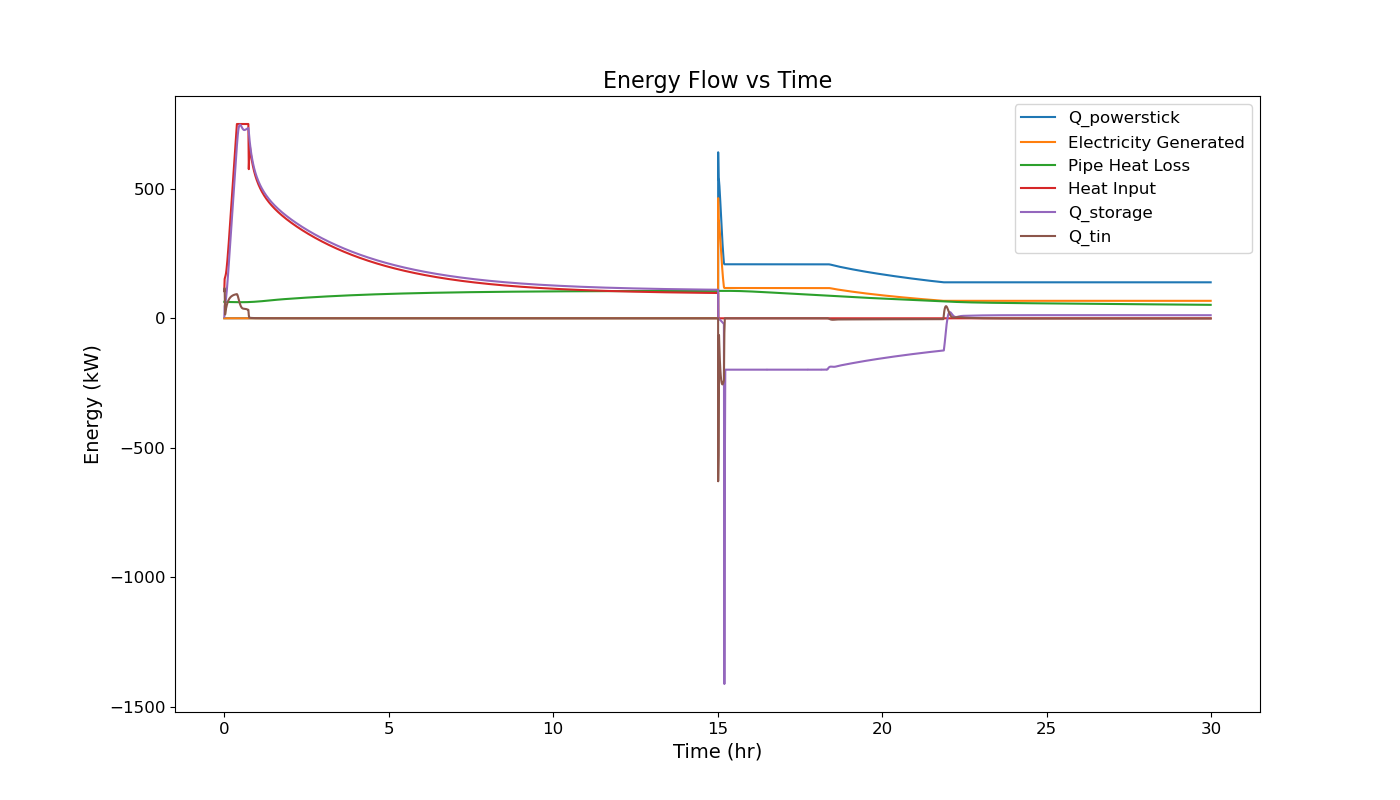 Energy Flow vs Time
Q_powerstick
Electricity Generated
Pipe Heat Loss
Heat Input
Q_storage
Q_tin
Energy (kW)
500
0
−500
−1000
−1500
0 5 10 15 20 25 30
Time (hr)